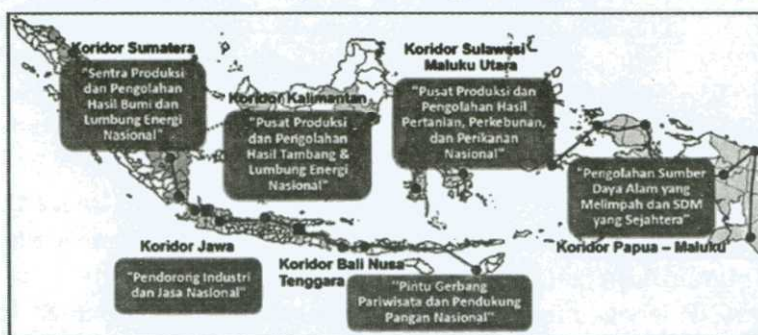 Koridor Sumatera
"Sentra Produksi
dan Pengolahan
Hasil Bumi dan
Lumbung Energi
Nasional"
Koridor Kalimantan
"Pusat Produksi
dan Pengolahan
Hasil Tambang &
Lumbung Energi
Nasional"
Koridor Sulawesi
Maluku Utara
"Pusat Produksi dan
Pengolahan Hasil
Pertanian, Perkebunan,
dan Perikanan
Nasional"
"Pengolahan Sumber
Daya Alam yang
Melimpah dan SDM
yang Sejahtera"
Koridor Papua – Maluku
Koridor Jawa
"Pendorong Industri
dan Jasa Nasional"
Koridor Bali Nusa
Tenggara
"Pintu Gerbang
Pariwisata dan Pendukung
Pangan Nasional"